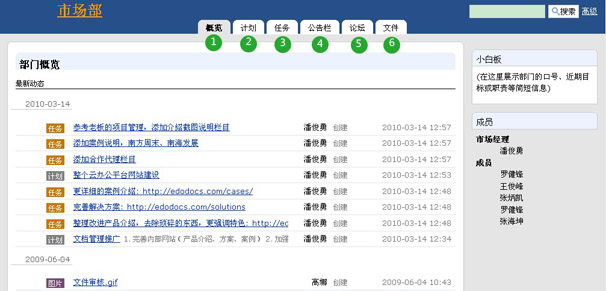 市场部
搜索 高级
概览 计划 任务 公告栏 论坛 文件
1 2 3 4 5 6
部门概览
最新动态
2010-03-14
任务 参考老板的项目管理，添加介绍截图说明栏目 潘俊勇 创建 2010-03-14 12:57
任务 添加案例说明，南方周末、南海发展 潘俊勇 创建 2010-03-14 12:57
任务 添加合作代理栏目 潘俊勇 创建 2010-03-14 12:57
计划 整个云办公平台网站建设 潘俊勇 创建 2010-03-14 12:53
任务 更详细的案例介绍：http://edodocs.com/cases/ 潘俊勇 创建 2010-03-14 12:48
任务 完善解决方案：http://edodocs.com/solutions 潘俊勇 创建 2010-03-14 12:48
任务 整理改进产品介绍，去除琐碎的东西，更强调特色：http://ec 潘俊勇 创建 2010-03-14 12:48
计划 文档管理推广 1.完善内部网站（产品介绍、方案、案例） 2.加强 潘俊勇 创建 2010-03-14 12:34
2009-06-04
图片 文件审核.gif 高娜 创建 2009-06-04 10:43
小白板
(在这里展示部门的口号、近期目标或职责等简短信息)
成员
市场经理
潘俊勇
成员
罗健锋
王俊峰
张炳凯
罗健锋
张海坤